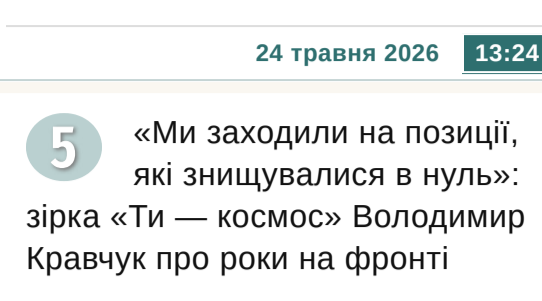 24 травня 2026 13:24
5 «Ми заходили на позиції,
які знищувалися в нуль»:
зірка «Ти — космос» Володимир
Кравчук про роки на фронті